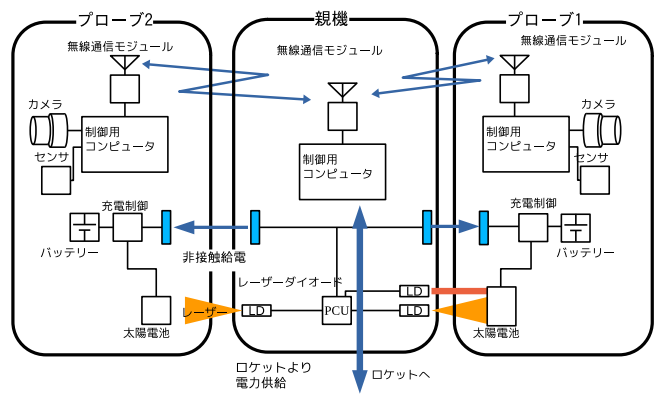 プローブ2
親機
プローブ1
無線通信モジュール
無線通信モジュール
無線通信モジュール
カメラ
制御用
コンピュータ
センサ
制御用
コンピュータ
制御用
コンピュータ
カメラ
センサ
充電制御
バッテリー
非接触給電
充電制御
バッテリー
レーザーダイオード
レーザー
LD
PCU
LD
LD
太陽電池
太陽電池
ロケットより
電力供給
ロケットへ